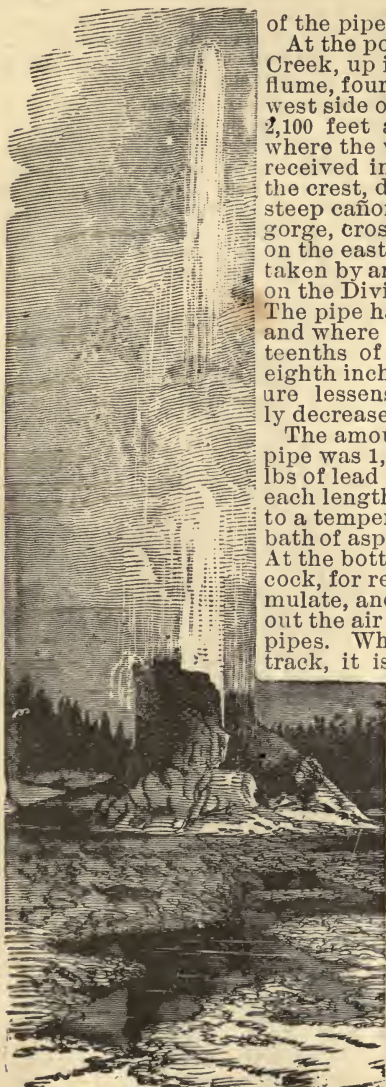 of the pipe
At the po
Creek, up i
flume, four
west side o
2,100 feet a
where the v
received in
the crest, d
steep cañon
gorge, cros
on the east
taken by ar
on the Divi
The pipe ha
and where
teenths of
eighth inch
ure lessens
ly decrease
The amou
pipe was 1,
lbs of lead
each length
to a temper
bath of asp
At the bott
cock, for re
mulate, and
out the air
pipes. Wh
track, it is